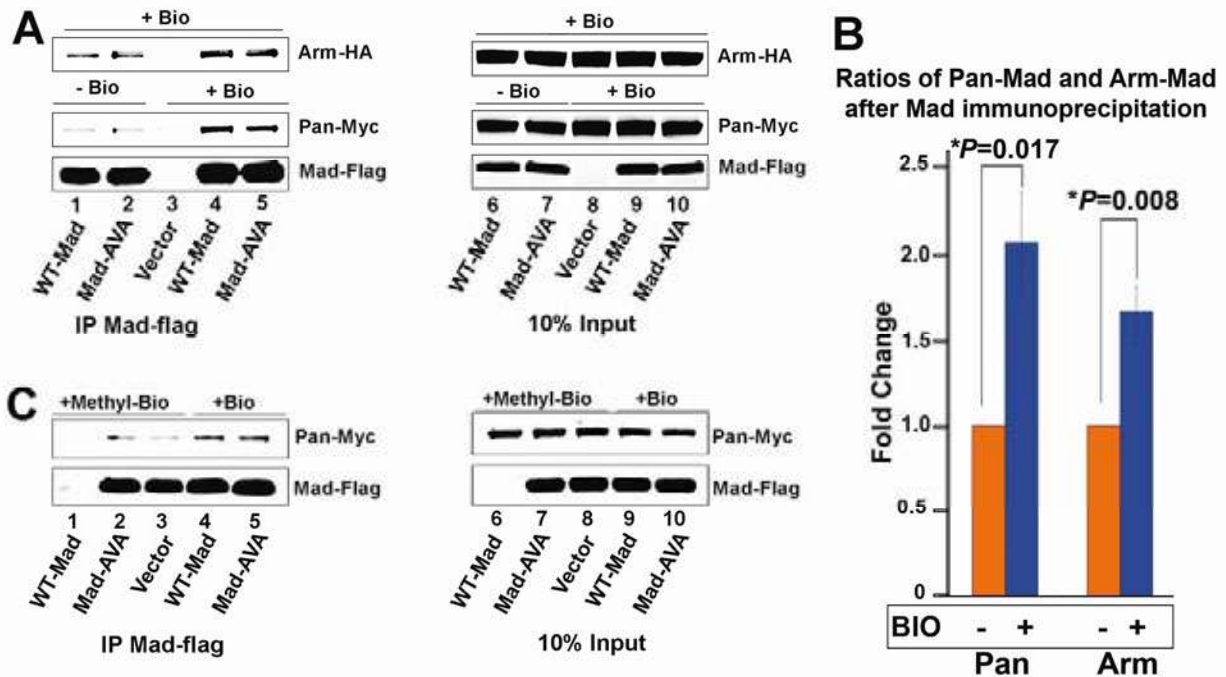 A
+ Bio
Arm-HA
- Bio + Bio
Pan-Myc
Mad-Flag
1 2 3 4 5
WT-Mad Mad-AVA Vector WT-Mad Mad-AVA
IP Mad-flag
+ Bio
Arm-HA
- Bio + Bio
Pan-Myc
Mad-Flag
6 7 8 9 10
WT-Mad Mad-AVA Vector WT-Mad Mad-AVA
10% Input
B
Ratios of Pan-Mad and Arm-Mad
after Mad immunoprecipitation
*P=0.017
*P=0.008
Fold Change
2.5
2.0
1.5
1.0
0.5
0
BIO - + - +
Pan Arm
C
+Methyl-Bio +Bio
Pan-Myc
Mad-Flag
1 2 3 4 5
WT-Mad Mad-AVA Vector WT-Mad Mad-AVA
IP Mad-flag
+Methyl-Bio +Bio
Pan-Myc
Mad-Flag
6 7 8 9 10
WT-Mad Mad-AVA Vector WT-Mad Mad-AVA
10% Input